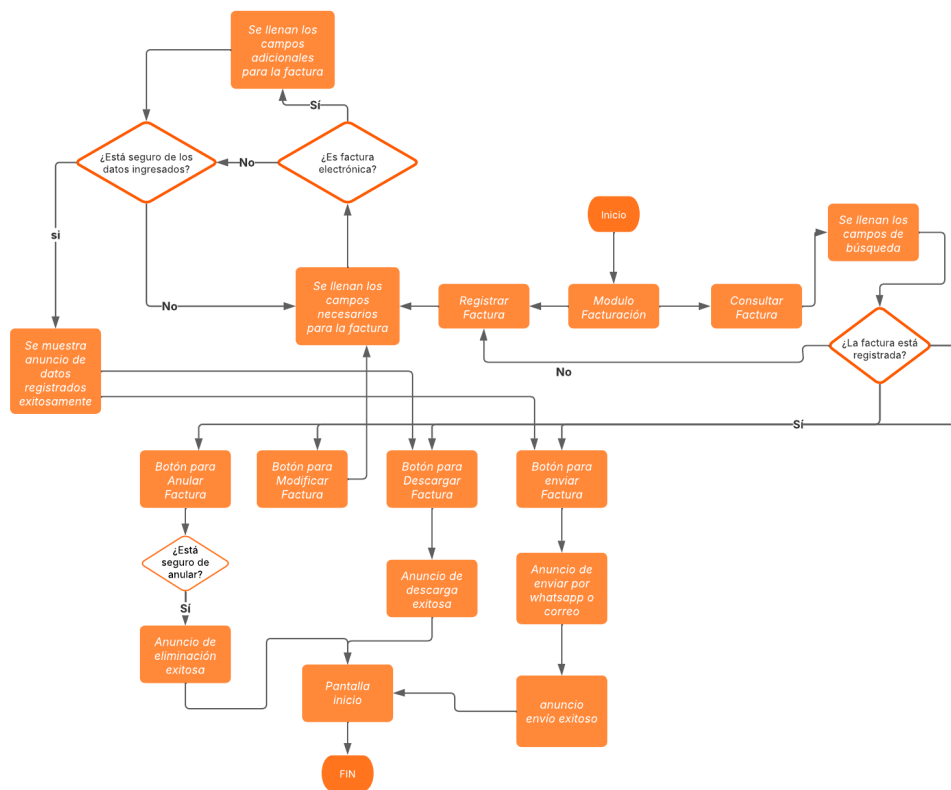 Se llenan los
campos
adicionales
para la factura
Sí
¿Está seguro de los
datos ingresados?
No
¿Es factura
electrónica?
si
No
Inicio
Se llenan los
campos de
búsqueda
Se llenan los
campos
necesarios
para la factura
Registrar
Factura
Modulo
Facturación
Consultar
Factura
Se muestra
anuncio de
datos
registrados
exitosamente
¿La factura está
registrada?
No
Sí
Botón para
Anular
Factura
Botón para
Modificar
Factura
Botón para
Descargar
Factura
Botón para
enviar
Factura
¿Está
seguro de
anular?
Sí
Anuncio de
descarga
exitosa
Anuncio de
enviar por
whatsapp o
correo
Anuncio de
eliminación
exitosa
Pantalla
inicio
anuncio
envío exitoso
FIN